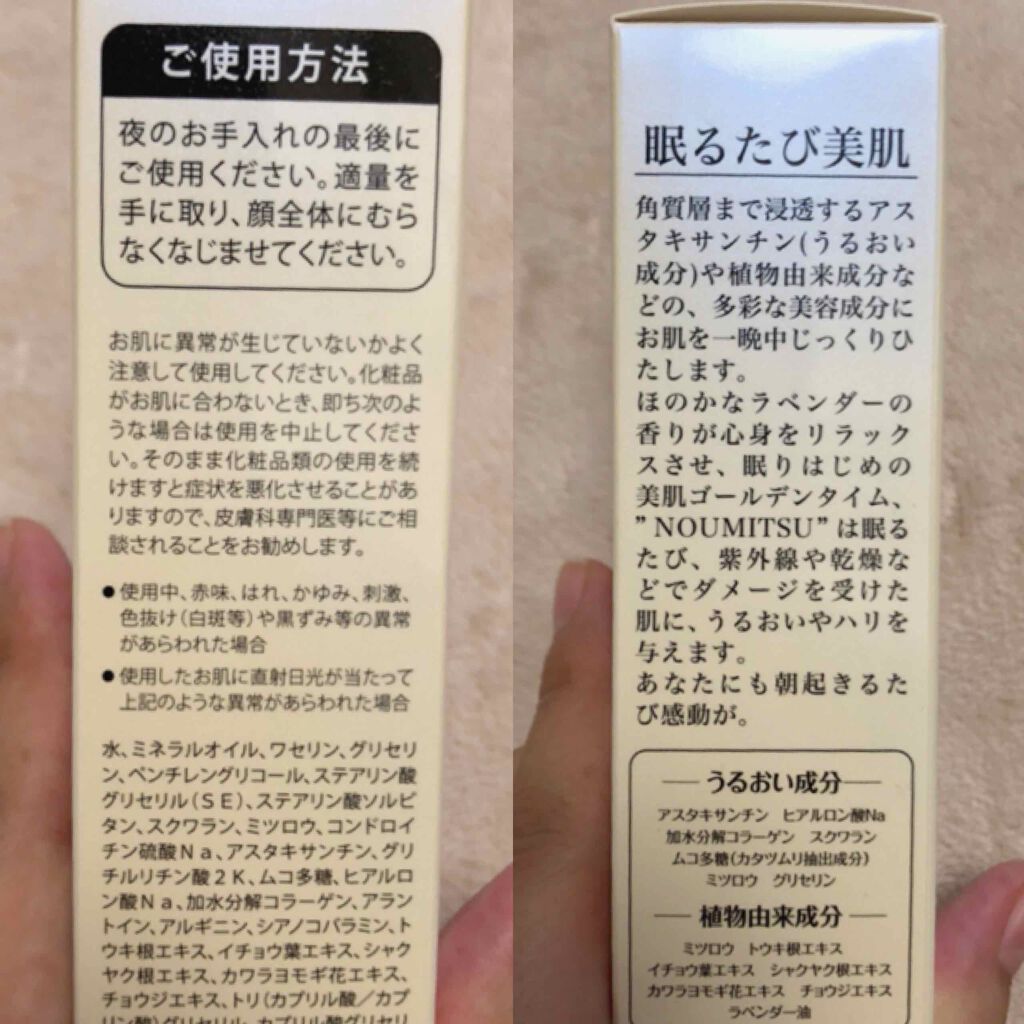 ご使用方法
夜のお手入れの最後に
ご使用ください。適量を
手に取り、顔全体にむら
なくなじませてください。
お肌に異常が生じていないかよく
注意して使用してください。化粧品
がお肌に合わないとき、即ち次のよ
うな場合は使用を中止してくださ
い。そのまま化粧品類の使用を続
けますと症状を悪化させることがあ
りますので、皮膚科専門医等にご相
談されることをお勧めします。
●使用中、赤味、はれ、かゆみ、刺激、
色抜け(白斑等)や黒ずみ等の異常
があらわれた場合
●使用したお肌に直射日光が当たって
上記のような異常があらわれた場合
水、ミネラルオイル、ワセリン、グリセリ
ン、ペンチレングリコール、ステアリン酸
グリセリル(SE)、ステアリン酸ソルビ
タン、スクワラン、ミツロウ、コンドロイ
チン硫酸Na、アスタキサンチン、グリ
チルリチン酸2K、ムコ多糖、ヒアルロ
ン酸Na、加水分解コラーゲン、アラン
トイン、アルギニン、シアノコバラミン、ト
ウキ根エキス、イチョウ葉エキス、シャク
ヤク根エキス、カワラヨモギ花エキス、
チョウジエキス、トリ(カプリル酸/カプ
リン酸)グリセリル、カプリル酸グリセリ
眠るたび美肌
角質層まで浸透するアス
タキサンチン(うるおい
成分)や植物由来成分な
どの、多彩な美容成分に
お肌を一晩中じっくりひ
たします。
ほのかなラベンダーの
香りが心身をリラック
スさせ、眠りはじめの
美肌ゴールデンタイム、
”NOUMITSU”は眠る
たび、紫外線や乾燥な
どでダメージを受けた
肌に、うるおいやハリを
与えます。
あなたにも朝起きるた
び感動が。
うるおい成分
アスタキサンチン ヒアルロン酸Na
加水分解コラーゲン スクワラン
ムコ多糖(カタツムリ抽出成分)
ミツロウ グリセリン
植物由来成分
ミツロウ トウキ根エキス
イチョウ葉エキス シャクヤク根エキス
カワラヨモギ花エキス チョウジエキス
ラベンダー油